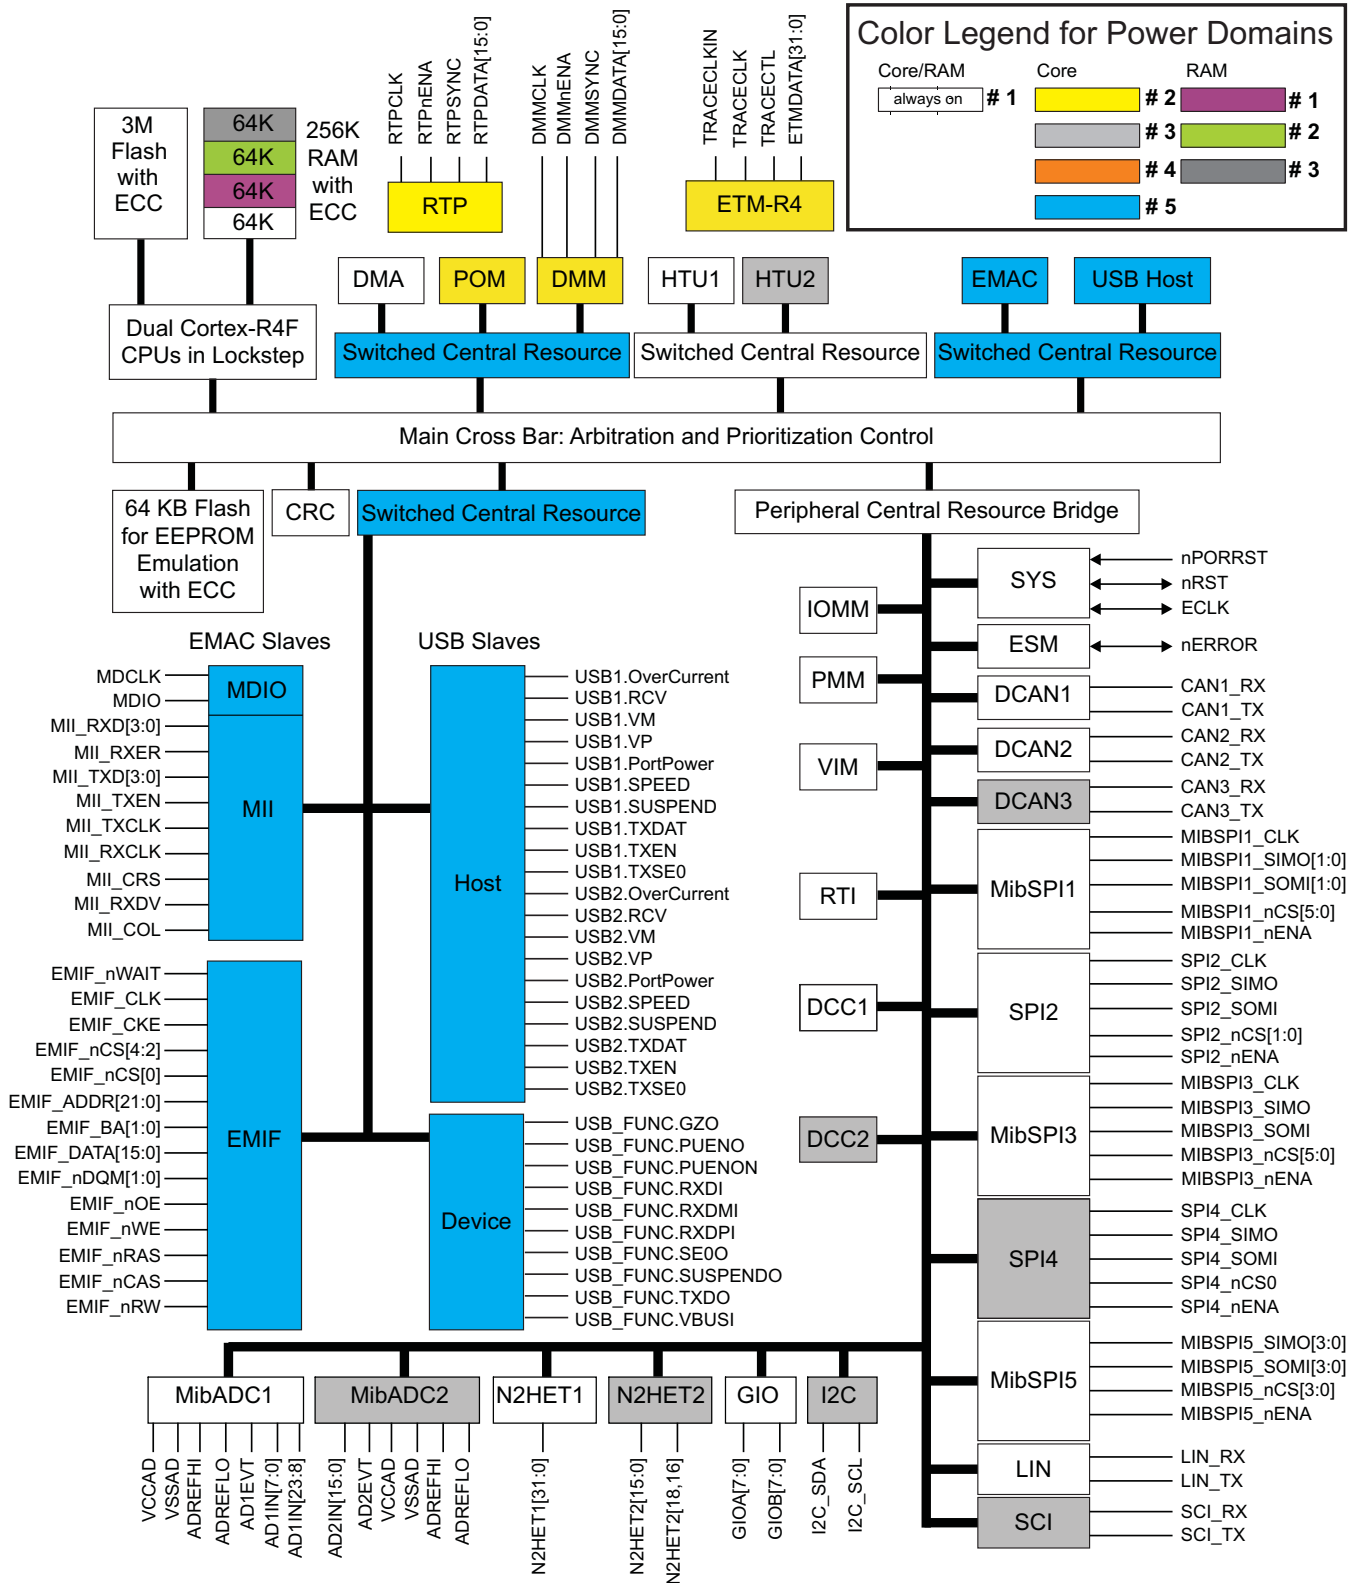 Color Legend for Power Domains
Core/RAM
Core
RAM
always on
# 1
# 2
# 1
# 3
# 2
# 4
# 3
# 5
3M
Flash
with
ECC
64K
64K
64K
64K
256K
RAM
with
ECC
RTPCLK
RTPnENA
RTPSYNC
RTPDATA[15:0]
RTP
DMMCLK
DMMnENA
DMMSYNC
DMMDATA[15:0]
TRACECLKIN
TRACECLK
TRACECTL
ETMDATA[31:0]
ETM-R4
DMA
POM
DMM
HTU1
HTU2
EMAC
USB Host
Dual Cortex-R4F
CPUs in Lockstep
Switched Central Resource
Switched Central Resource
Switched Central Resource
Main Cross Bar: Arbitration and Prioritization Control
64 KB Flash
for EEPROM
Emulation
with ECC
CRC
Switched Central Resource
Peripheral Central Resource Bridge
EMAC Slaves
USB Slaves
MDCLK
MDIO
MII_RXD[3:0]
MII_RXER
MII_TXD[3:0]
MII_TXEN
MII_TXCLK
MII_RXCLK
MII_CRS
MII_RXDV
MII_COL
MDIO
MII
EMIF_nWAIT
EMIF_CLK
EMIF_CKE
EMIF_nCS[4:2]
EMIF_nCS[0]
EMIF_ADDR[21:0]
EMIF_BA[1:0]
EMIF_DATA[15:0]
EMIF_nDQM[1:0]
EMIF_nOE
EMIF_nWE
EMIF_nRAS
EMIF_nCAS
EMIF_nRW
EMIF
Host
USB1.OverCurrent
USB1.RCV
USB1.VM
USB1.VP
USB1.PortPower
USB1.SPEED
USB1.SUSPEND
USB1.TXDAT
USB1.TXEN
USB1.TXSE0
USB2.OverCurrent
USB2.RCV
USB2.VM
USB2.VP
USB2.PortPower
USB2.SPEED
USB2.SUSPEND
USB2.TXDAT
USB2.TXEN
USB2.TXSE0
Device
USB_FUNC.GZO
USB_FUNC.PUENO
USB_FUNC.PUENON
USB_FUNC.RXDI
USB_FUNC.RXDMI
USB_FUNC.RXDPI
USB_FUNC.SE0O
USB_FUNC.SUSPENDO
USB_FUNC.TXDO
USB_FUNC.VBUSI
IOMM
PMM
VIM
RTI
DCC1
DCC2
SYS
nPORRST
nRST
ECLK
ESM
nERROR
DCAN1
CAN1_RX
CAN1_TX
DCAN2
CAN2_RX
CAN2_TX
DCAN3
CAN3_RX
CAN3_TX
MibSPI1
MIBSPI1_CLK
MIBSPI1_SIMO[1:0]
MIBSPI1_SOMI[1:0]
MIBSPI1_nCS[5:0]
MIBSPI1_nENA
SPI2
SPI2_CLK
SPI2_SIMO
SPI2_SOMI
SPI2_nCS[1:0]
SPI2_nENA
MibSPI3
MIBSPI3_CLK
MIBSPI3_SIMO
MIBSPI3_SOMI
MIBSPI3_nCS[5:0]
MIBSPI3_nENA
SPI4
SPI4_CLK
SPI4_SIMO
SPI4_SOMI
SPI4_nCS0
SPI4_nENA
MibSPI5
MIBSPI5_SIMO[3:0]
MIBSPI5_SOMI[3:0]
MIBSPI5_nCS[3:0]
MIBSPI5_nENA
LIN
LIN_RX
LIN_TX
SCI
SCI_RX
SCI_TX
MibADC1
MibADC2
N2HET1
N2HET2
GIO
I2C
VCCAD
VSSAD
ADREFHI
ADREFLO
AD1EVT
AD1IN[7:0]
AD1IN[23:8]
AD2IN[15:0]
AD2EVT
VCCAD
VSSAD
ADREFHI
ADREFLO
N2HET1[31:0]
N2HET2[15:0]
N2HET2[18,16]
GIOA[7:0]
GIOB[7:0]
I2C_SDA
I2C_SCL